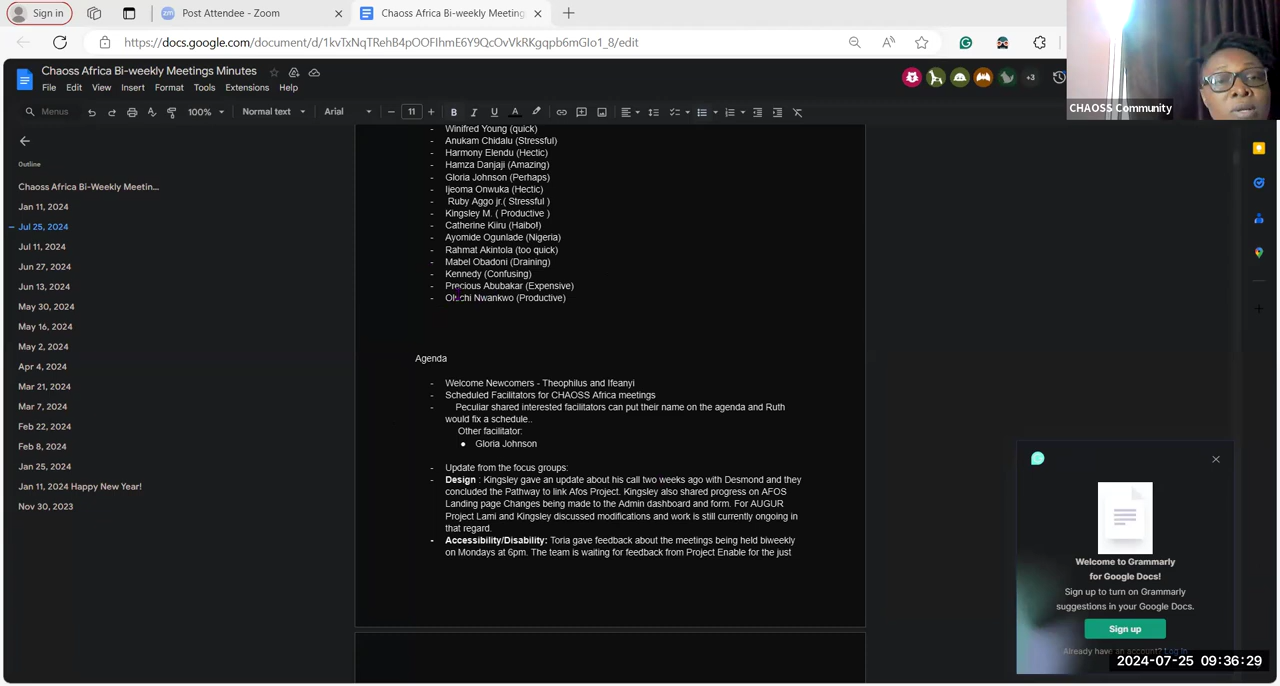 Sign in
Post Attendee - Zoom
Chaoss Africa Bi-weekly Meeting
https://docs.google.com/document/d/1kvTxNqTRehB4pOOFIhmE6Y9QcOvVkRKgqpb6mGIo1_8/edit
Chaoss Africa Bi-weekly Meetings Minutes
File Edit View Insert Format Tools Extensions Help
+3
CHAOSS Community
Menus
100%
Normal text
Arial
11
Outline
Chaoss Africa Bi-Weekly Meetin...
Jan 11, 2024
Jul 25, 2024
Jul 11, 2024
Jun 27, 2024
Jun 13, 2024
May 30, 2024
May 16, 2024
May 2, 2024
Apr 4, 2024
Mar 21, 2024
Mar 7, 2024
Feb 22, 2024
Feb 8, 2024
Jan 25, 2024
Jan 11, 2024 Happy New Year!
Nov 30, 2023
- Winifred Young (quick)
- Anukam Chidalu (Stressful)
- Harmony Elendu (Hectic)
- Hamza Danjaji (Amazing)
- Gloria Johnson (Perhaps)
- Ijeoma Onwuka (Hectic)
- Ruby Aggo jr.( Stressful )
- Kingsley M. ( Productive )
- Catherine Kiiru (Haibo!)
- Ayomide Ogunlade (Nigeria)
- Rahmat Akintola (too quick)
- Mabel Obadoni (Draining)
- Kennedy (Confusing)
- Precious Abubakar (Expensive)
- Oluchi Nwankwo (Productive)
Agenda
- Welcome Newcomers - Theophilus and Ifeanyi
- Scheduled Facilitators for CHAOSS Africa meetings
- Peculiar shared interested facilitators can put their name on the agenda and Ruth
would fix a schedule..
Other facilitator:
● Gloria Johnson
- Update from the focus groups:
- Design : Kingsley gave an update about his call two weeks ago with Desmond and they
concluded the Pathway to link Afos Project. Kingsley also shared progress on AFOS
Landing page Changes being made to the Admin dashboard and form. For AUGUR
Project Lami and Kingsley discussed modifications and work is still currently ongoing in
that regard.
- Accessibility/Disability: Toria gave feedback about the meetings being held biweekly
on Mondays at 6pm. The team is waiting for feedback from Project Enable for the just
Welcome to Grammarly
for Google Docs!
Sign up to turn on Grammarly
suggestions in your Google Docs.
Sign up
Already have an account? Log in
2024-07-25 09:36:29